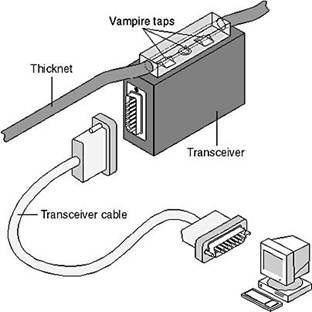 Vampire taps
Thicknet
Transceiver
Transceiver cable